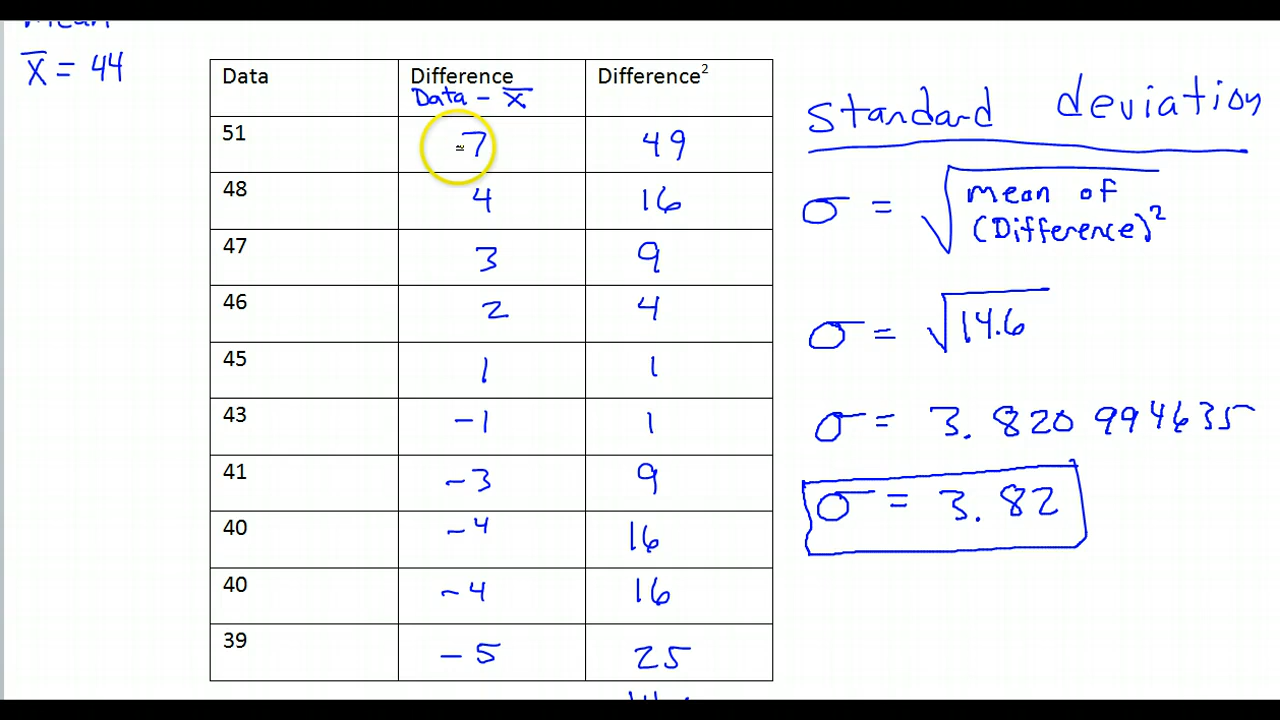 x̄ = 44
Data Difference Difference²
Data - x̄
51 7 49
48 4 16
47 3 9
46 2 4
45 1 1
43 -1 1
41 -3 9
40 -4 16
40 -4 16
39 -5 25
standard deviation
σ = √mean of
(Difference)²
σ = √14.6
σ = 3.820994635
σ = 3.82